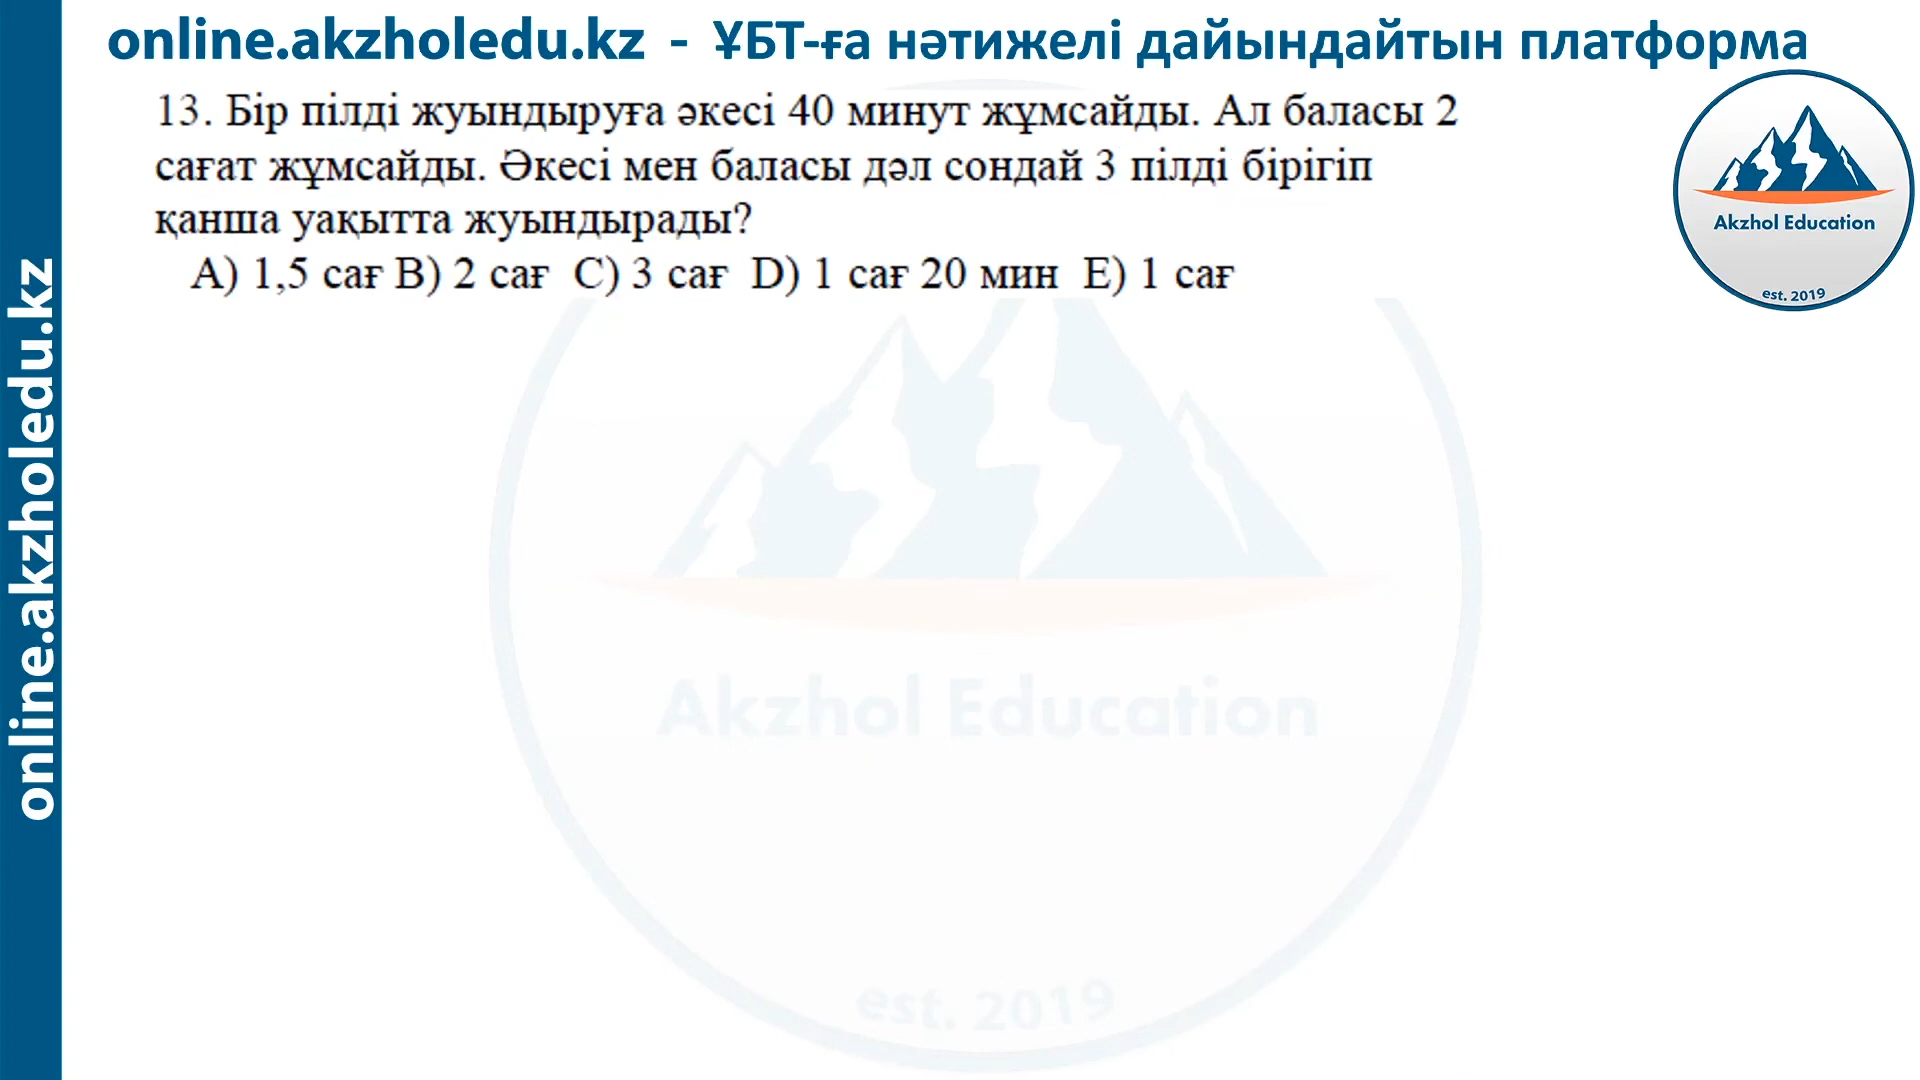 online.akzholedu.kz - ҰБТ-ға нәтижелі дайындайтын платформа
13. Бір пілді жуындыруға әкесі 40 минут жұмсайды. Ал баласы 2
сағат жұмсайды. Әкесі мен баласы дәл сондай 3 пілді бірігіп
қанша уақытта жуындырады?
A) 1,5 сағ B) 2 сағ C) 3 сағ D) 1 сағ 20 мин E) 1 сағ
Akzhol Education
est. 2019
online.akzholedu.kz
Akzhol Education
est. 2019